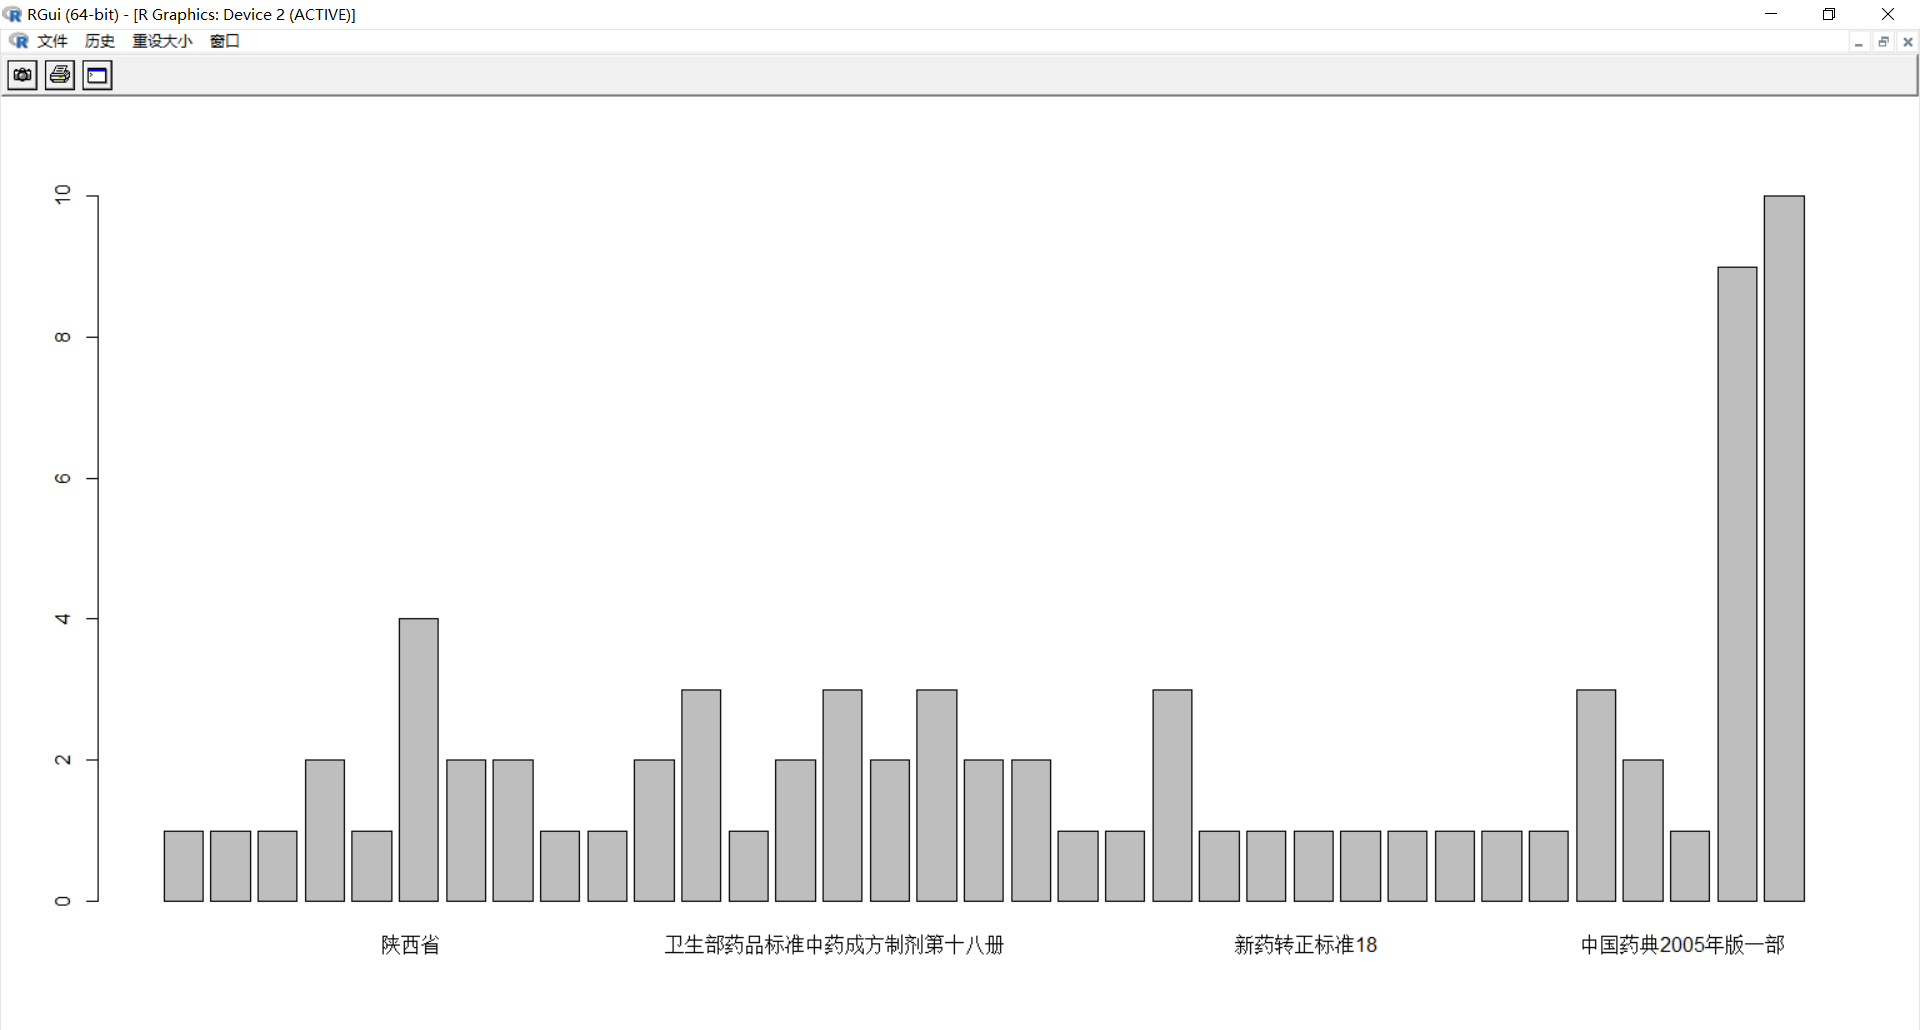 RGui (64-bit) - [R Graphics: Device 2 (ACTIVE)]
文件 历史 重设大小 窗口
10
8
6
4
2
0
陕西省 卫生部药品标准中药成方制剂第十八册 新药转正标准18 中国药典2005年版一部